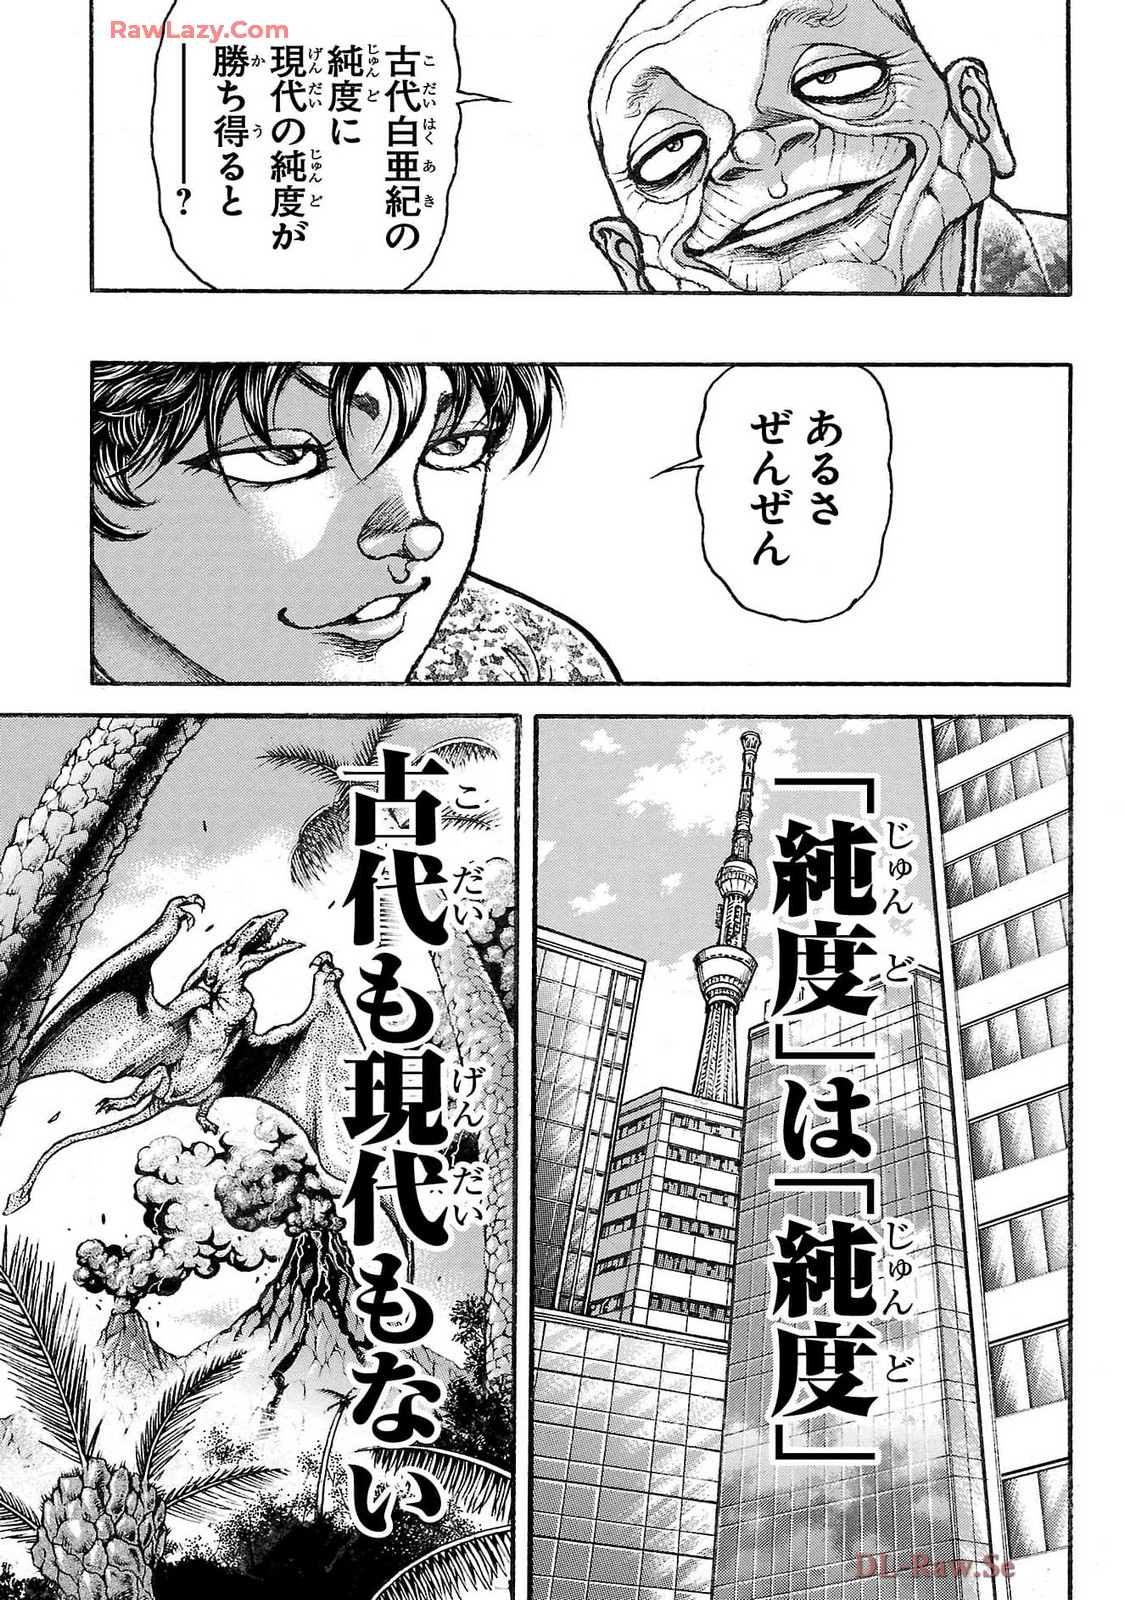 RawLazy.Com
古代白亜紀の
純度に
現代の純度が
勝ち得ると
━━━?
あるさ
ぜんぜん
「純度」は「純度」
古代も現代もない
DL-Raw.Se